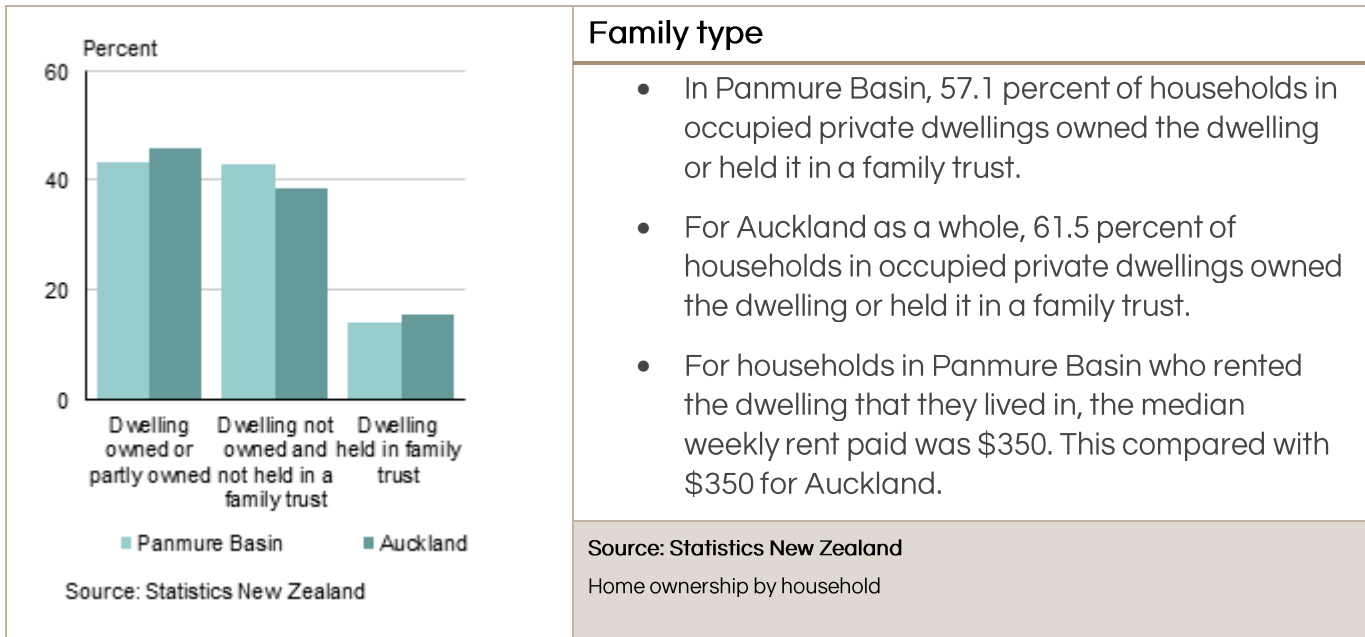 Percent
60
40
20
0
Dwelling owned or partly owned
Dwelling not owned and not held in a family trust
Dwelling held in family trust
Panmure Basin
Auckland
Source: Statistics New Zealand
Family type
• In Panmure Basin, 57.1 percent of households in
occupied private dwellings owned the dwelling
or held it in a family trust.
• For Auckland as a whole, 61.5 percent of
households in occupied private dwellings owned
the dwelling or held it in a family trust.
• For households in Panmure Basin who rented
the dwelling that they lived in, the median
weekly rent paid was $350. This compared with
$350 for Auckland.
Source: Statistics New Zealand
Home ownership by household